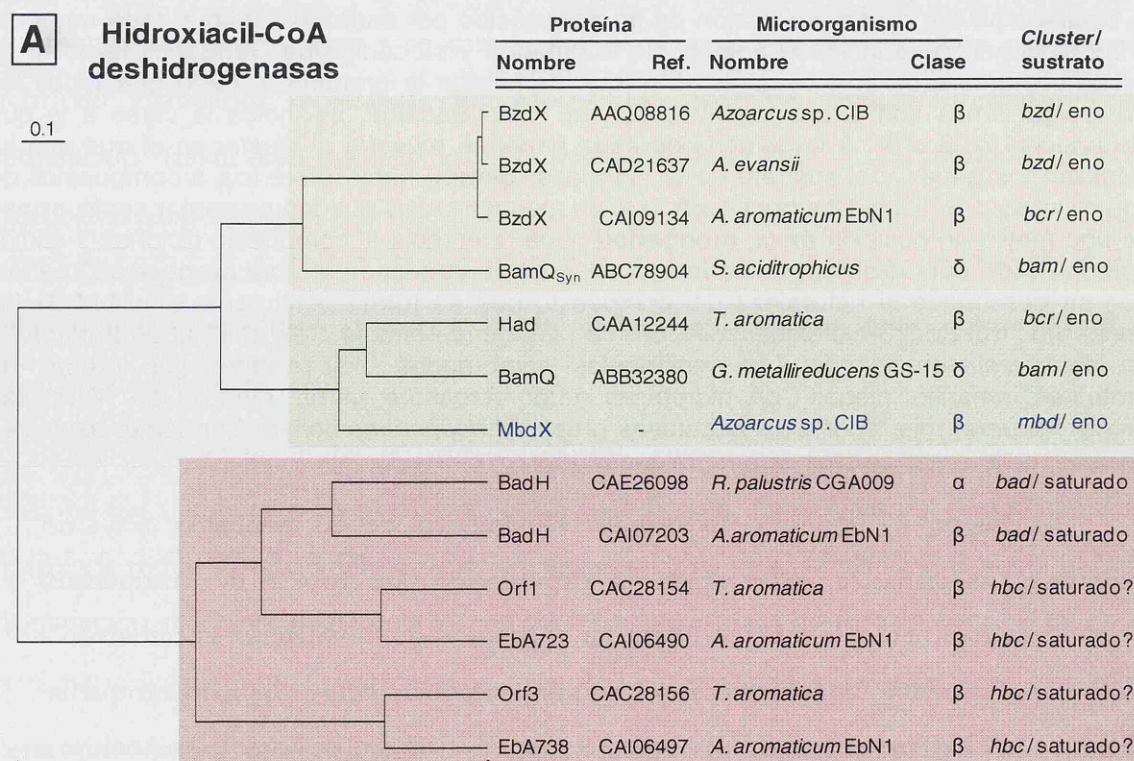 A
Hidroxiacil-CoA
deshidrogenasas
0.1
Proteína Microorganismo Cluster/
Nombre Ref. Nombre Clase sustrato
BzdX AAQ08816 Azoarcus sp. CIB β bzd/ eno
BzdX CAD21637 A. evansii β bzd/ eno
BzdX CAI09134 A. aromaticum EbN1 β bcr/ eno
BamQSyn ABC78904 S. aciditrophicus δ bam/ eno
Had CAA12244 T. aromatica β bcr/ eno
BamQ ABB32380 G. metallireducens GS-15 δ bam/ eno
MbdX Azoarcus sp. CIB β mbd/ eno
BadH CAE26098 R. palustris CGA009 α bad/ saturado
BadH CAI07203 A.aromaticum EbN1 β bad/ saturado
Orf1 CAC28154 T. aromatica β hbc/ saturado?
EbA723 CAI06490 A. aromaticum EbN1 β hbc/ saturado?
Orf3 CAC28156 T. aromatica β hbc/ saturado?
EbA738 CAI06497 A. aromaticum EbN1 β hbc/ saturado?